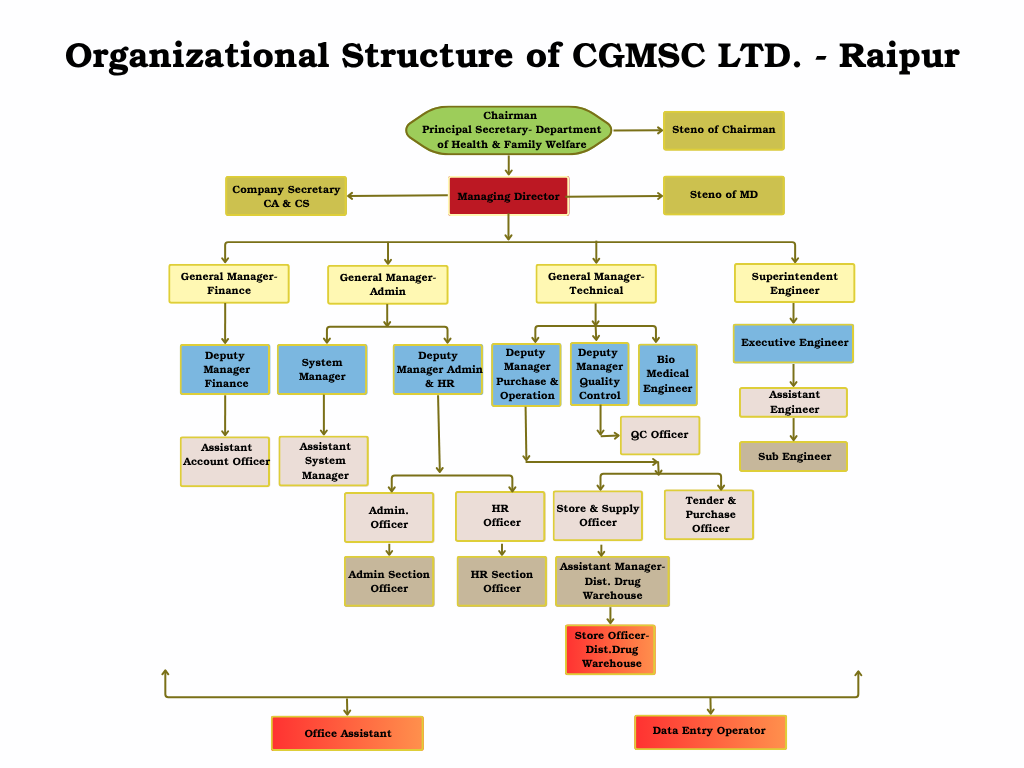 Organizational Structure of CGMSC LTD. - Raipur
Chairman
Principal Secretary- Department
of Health & Family Welfare
Steno of Chairman
Company Secretary
CA & CS
Managing Director
Steno of MD
General Manager-
Finance
General Manager-
Admin
General Manager-
Technical
Superintendent
Engineer
Deputy
Manager
Finance
System
Manager
Deputy
Manager Admin
& HR
Deputy
Manager
Purchase &
Operation
Deputy
Manager
Quality
Control
Bio
Medical
Engineer
Executive Engineer
Assistant
Engineer
Assistant
Account Officer
Assistant
System
Manager
QC Officer
Sub Engineer
Admin.
Officer
HR
Officer
Store & Supply
Officer
Tender &
Purchase
Officer
Admin Section
Officer
HR Section
Officer
Assistant Manager-
Dist. Drug
Warehouse
Store Officer-
Dist.Drug
Warehouse
Office Assistant
Data Entry Operator